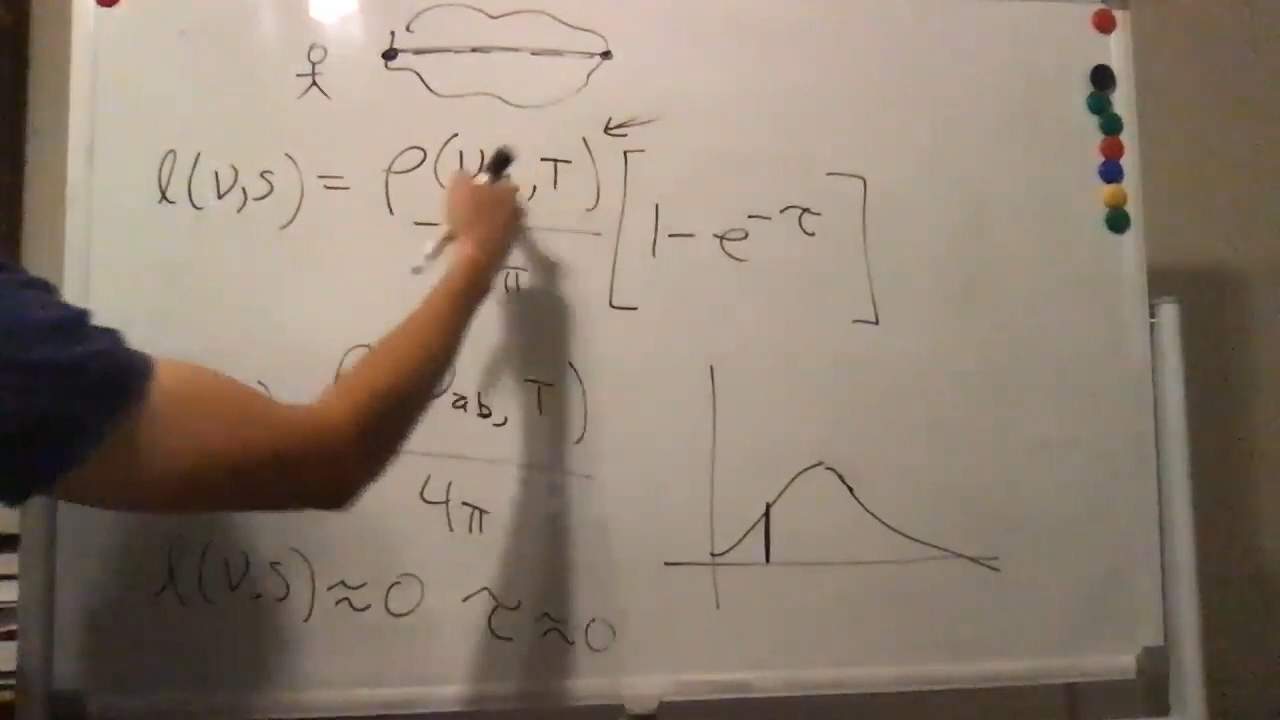 l(ν,s) = ρ(ν ,T) [1 - e^-τ]
π
ab, T)
4π
l(ν,s) ≈ 0 τ ≈ 0